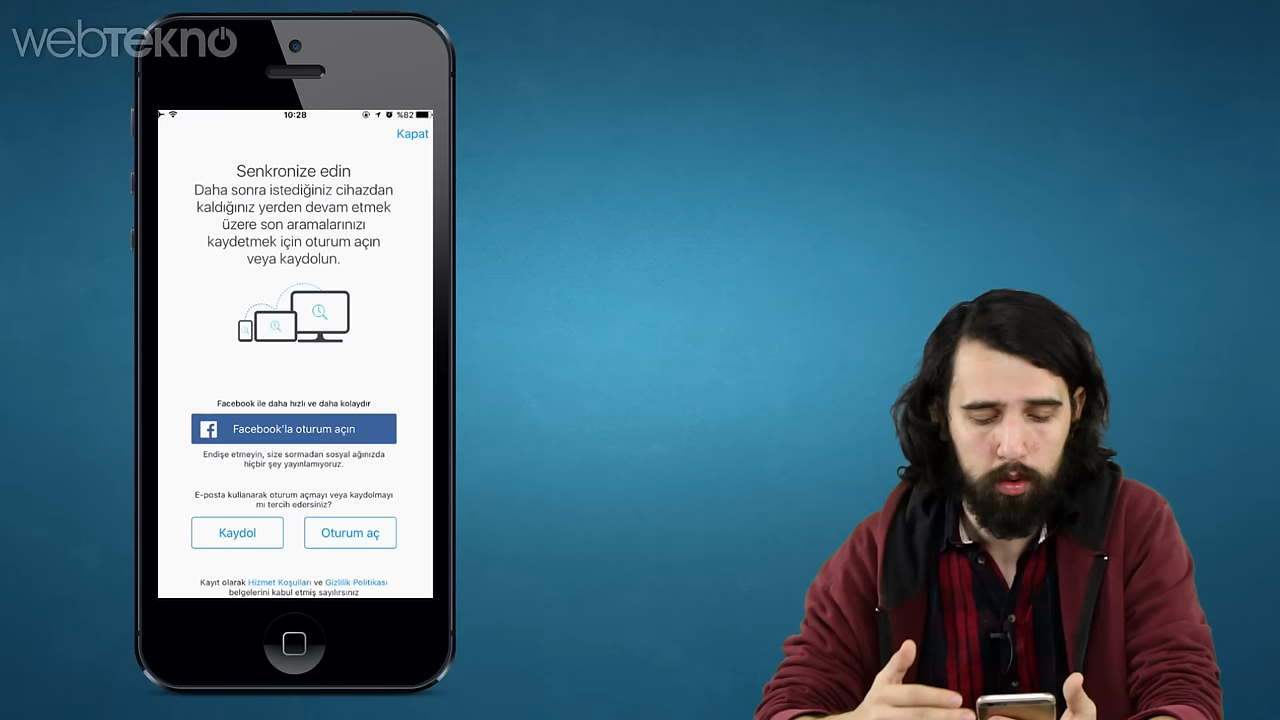 webTEKNO
10:28
%82
Kapat
Senkronize edin
Daha sonra istediğiniz cihazdan
kaldığınız yerden devam etmek
üzere son aramalarınızı
kaydetmek için oturum açın
veya kaydolun.
Facebook ile daha hızlı ve daha kolaydır
f
Facebook'la oturum açın
Endişe etmeyin, size sormadan sosyal ağınızda
hiçbir şey yayınlamıyoruz.
E-posta kullanarak oturum açmayı veya kaydolmayı
mı tercih edersiniz?
Kaydol
Oturum aç
Kayıt olarak Hizmet Koşulları ve Gizlilik Politikası
belgelerini kabul etmiş sayılırsınız